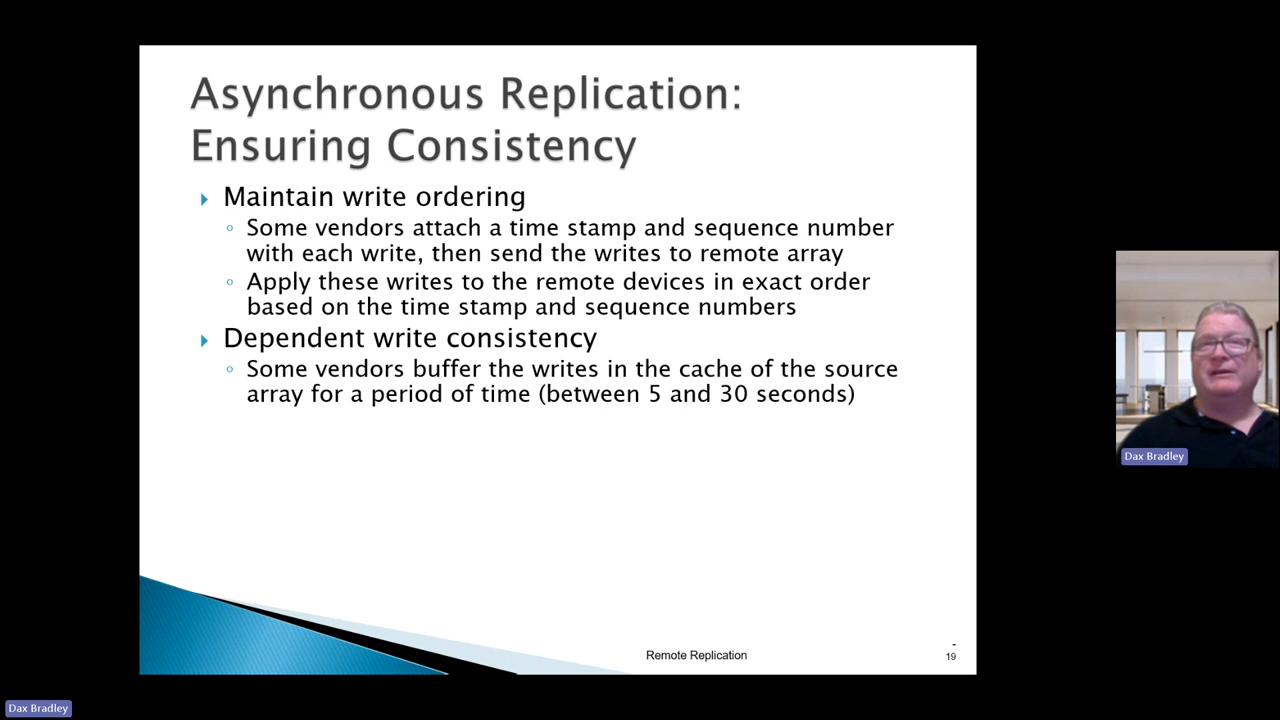 Asynchronous Replication:
Ensuring Consistency
Maintain write ordering
Some vendors attach a time stamp and sequence number
with each write, then send the writes to remote array
Apply these writes to the remote devices in exact order
based on the time stamp and sequence numbers
Dependent write consistency
Some vendors buffer the writes in the cache of the source
array for a period of time (between 5 and 30 seconds)
Remote Replication
-
19
Dax Bradley
Dax Bradley